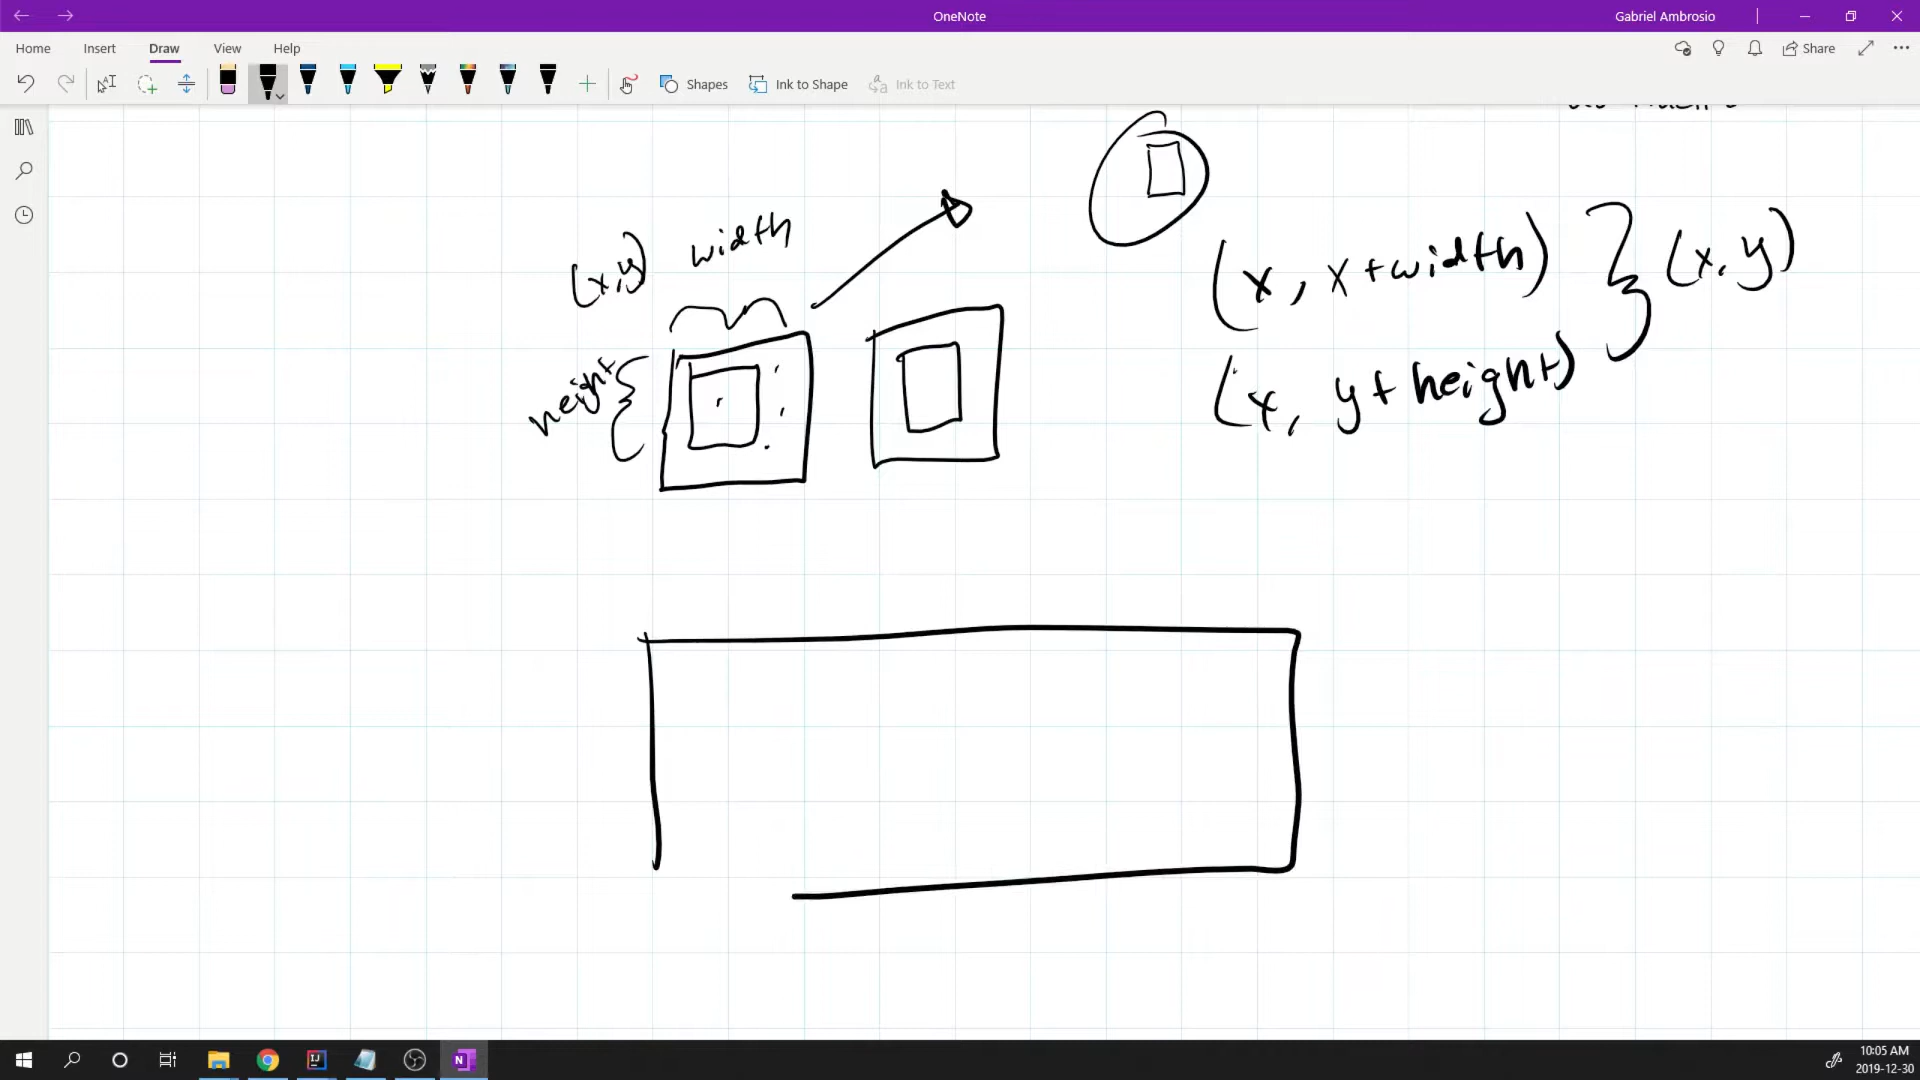 OneNote
Gabriel Ambrosio
Home Insert Draw View Help
Share
Shapes
Ink to Shape
Ink to Text
(x,y) width
height
(x, x+width) } (x, y)
(x, y+height)
10:05 AM
2019-12-30